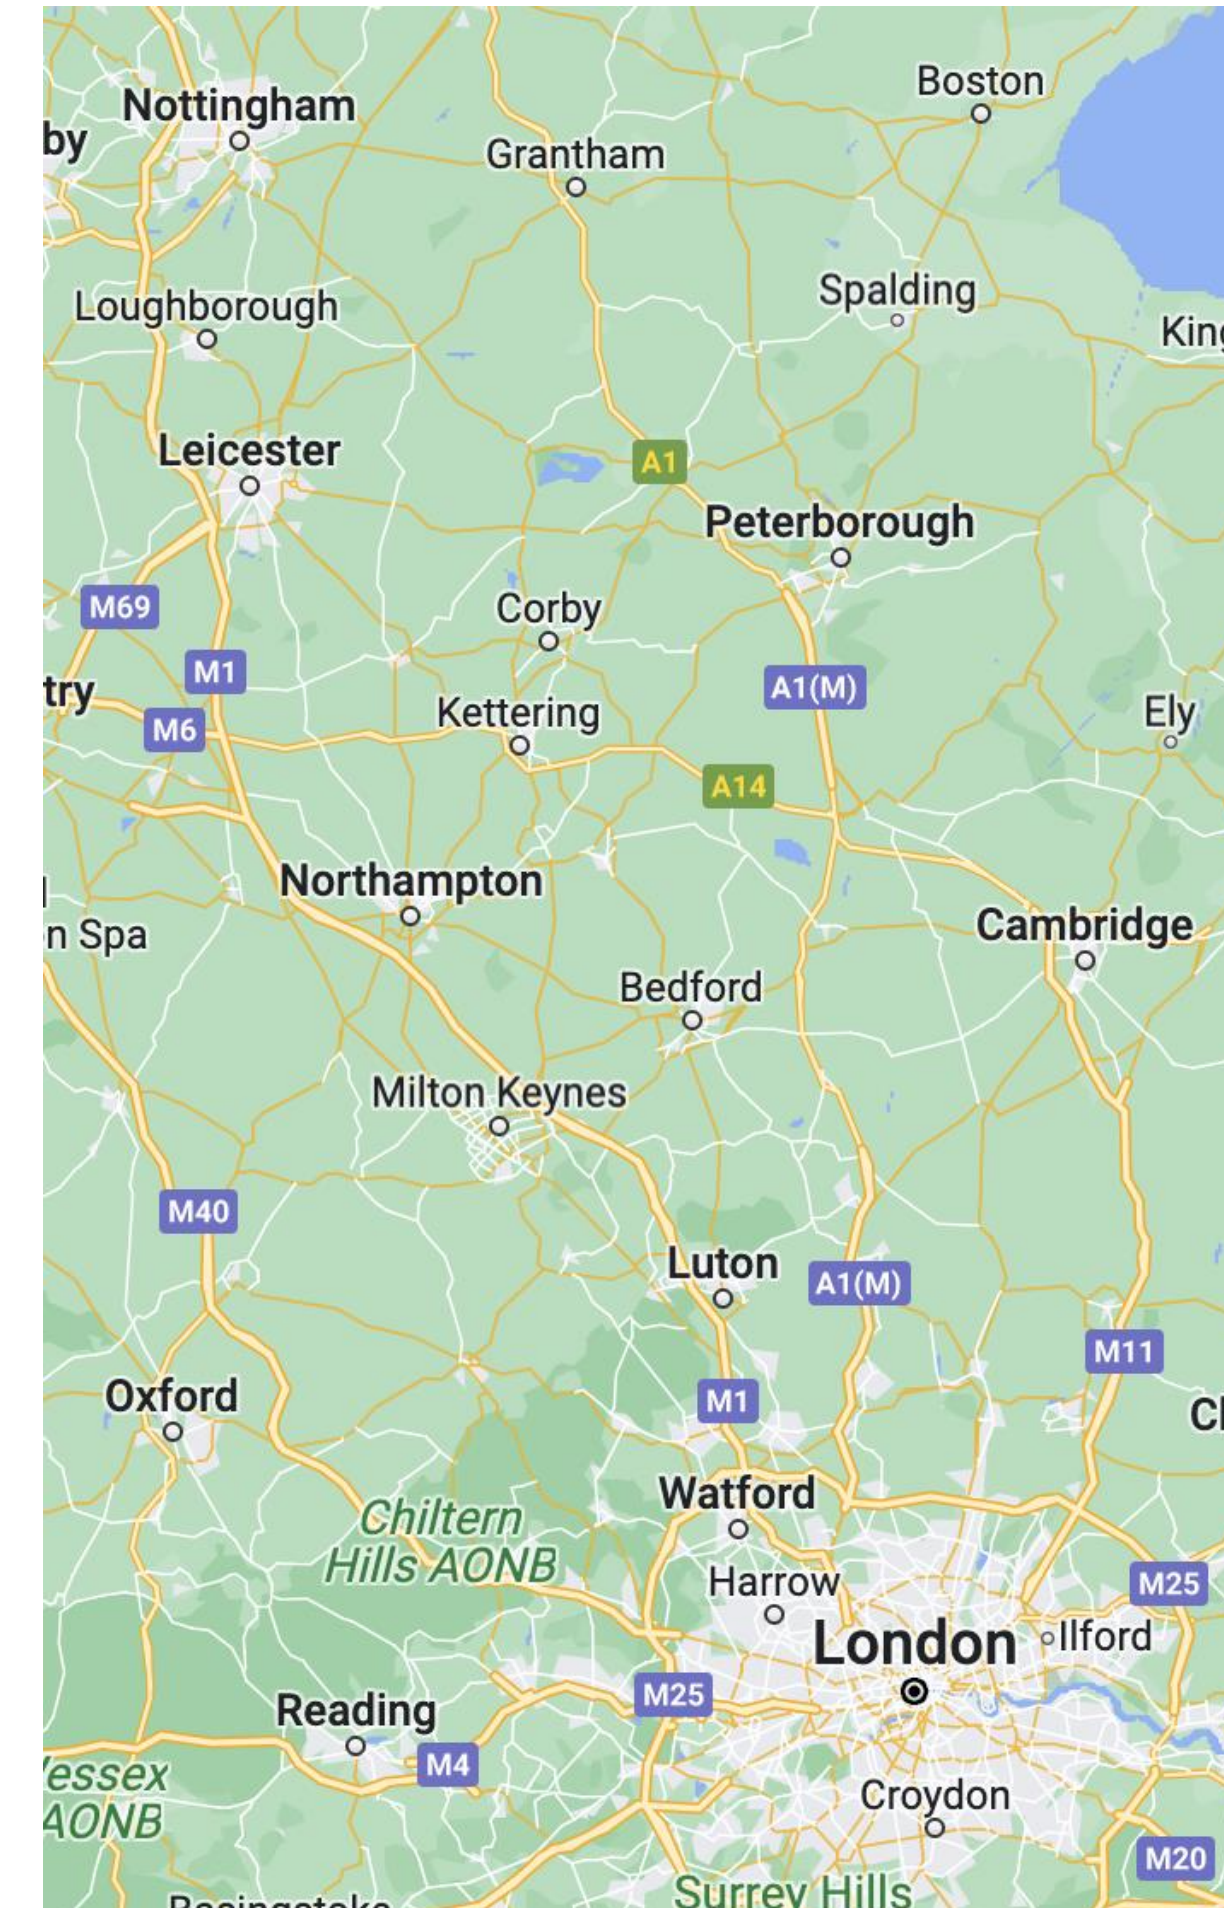 Boston
Nottingham
by
Grantham
Spalding
Loughborough
King
Leicester
A1
Peterborough
M69
Corby
M1
A1(M)
try
Kettering
Ely
M6
A14
Northampton
n Spa
Cambridge
Bedford
Milton Keynes
M40
Luton
A1(M)
M11
Oxford
M1
Watford
Chiltern
Hills AONB
Harrow
M25
London
Ilford
M25
Reading
M4
essex
AONB
Croydon
M20
Surrey Hills
Basingstoke